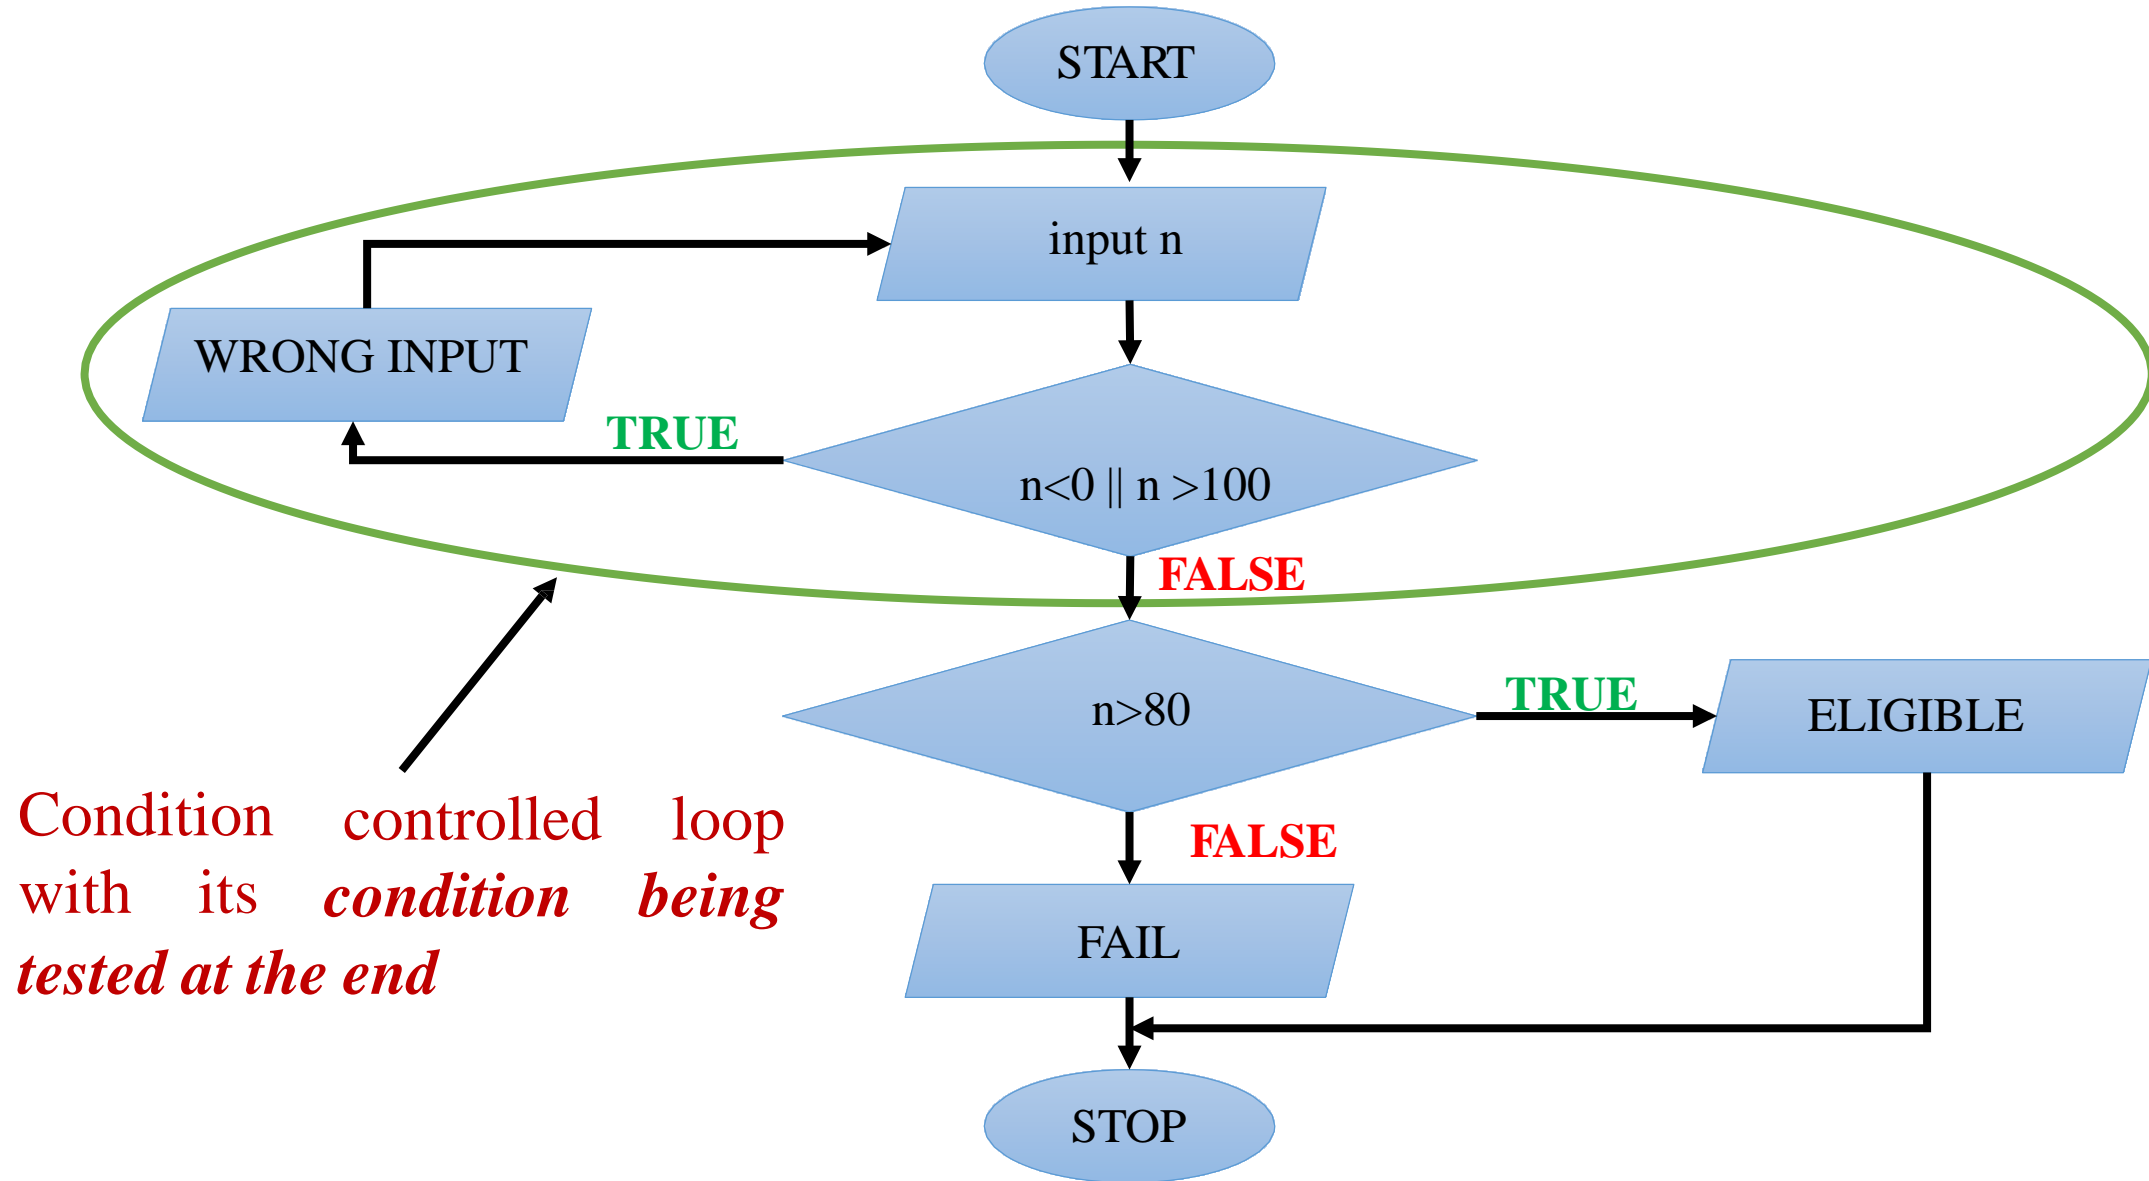 START
input n
WRONG INPUT
TRUE
n<0 || n >100
FALSE
n>80
TRUE
ELIGIBLE
Condition controlled loop
with its condition being
tested at the end
FALSE
FAIL
STOP